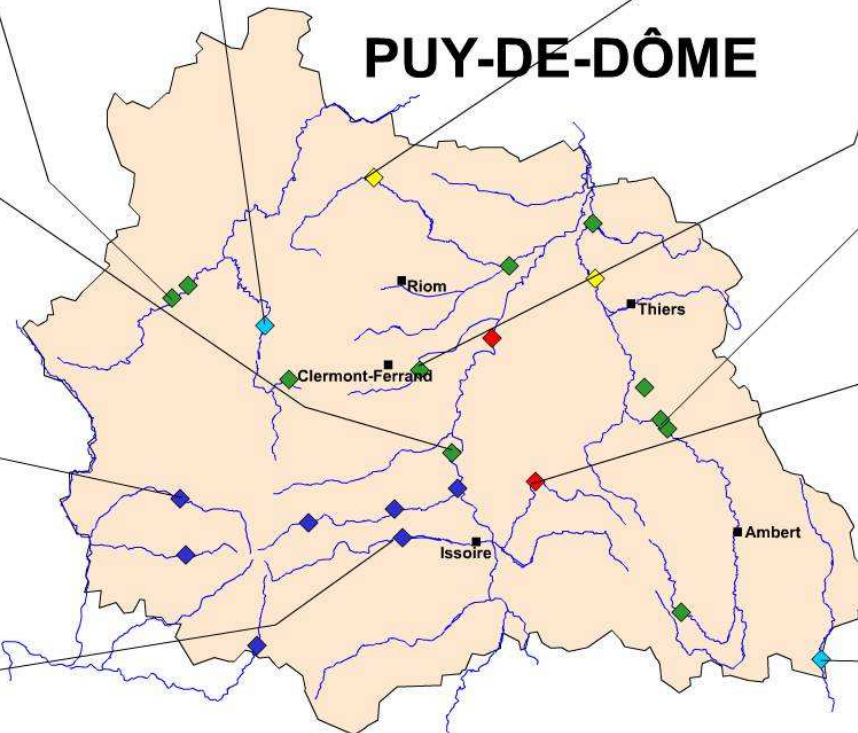 PUY-DE-DÔME
Riom
Thiers
Clermont-Ferrand
Ambert
Issoire